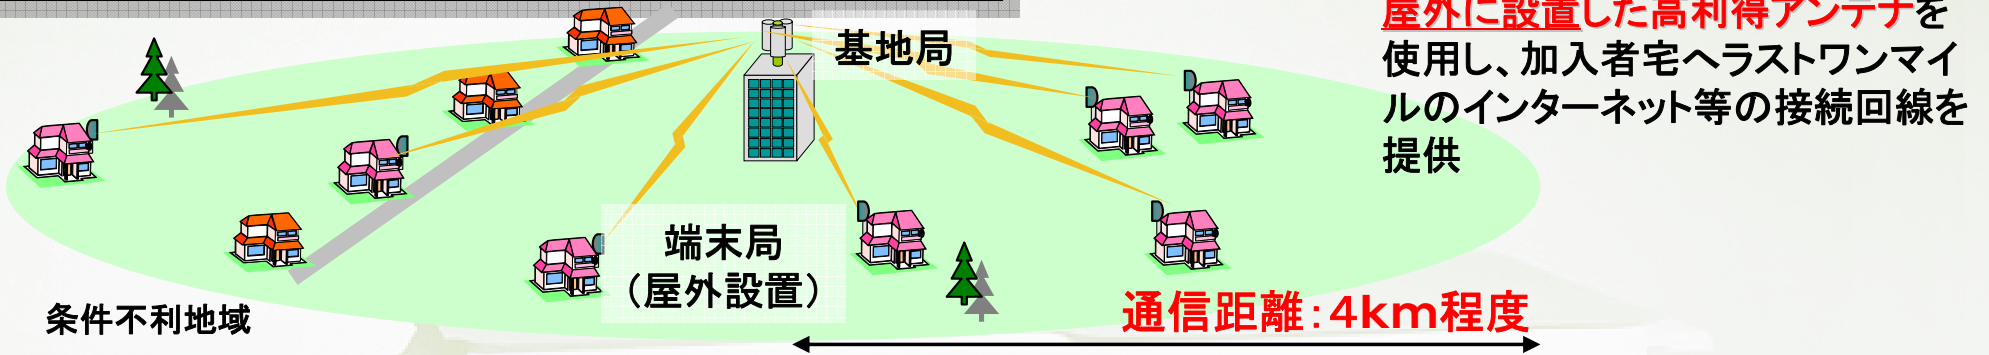 屋外に設置した高利得アンテナを
使用し、加入者宅へラストワンマイ
ルのインターネット等の接続回線を
提供
基地局
端末局
（屋外設置）
条件不利地域
通信距離：4km程度